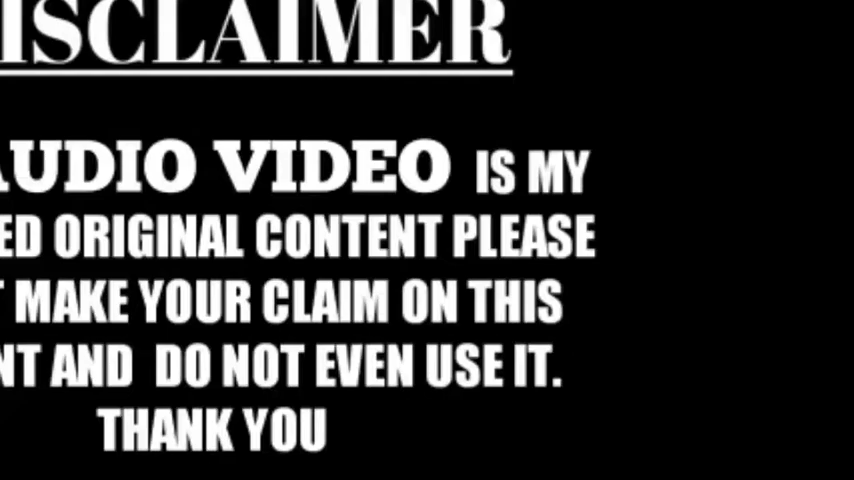 ISCLAIMER
AUDIO VIDEO IS MY
ED ORIGINAL CONTENT PLEASE
MAKE YOUR CLAIM ON THIS
NT AND DO NOT EVEN USE IT.
THANK YOU